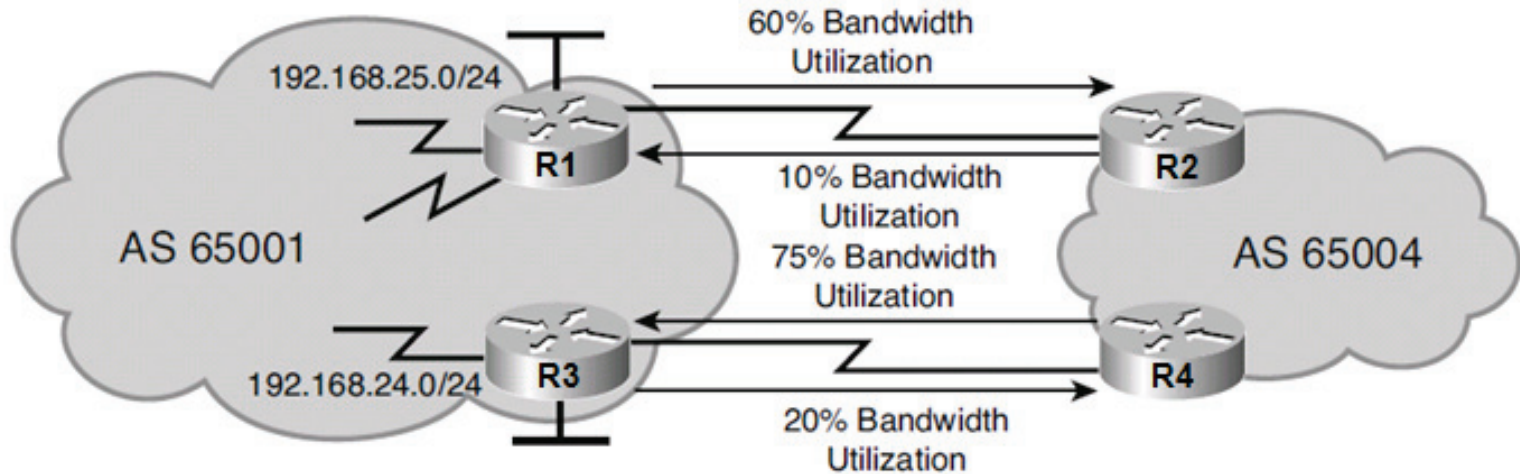 60% Bandwidth
Utilization
192.168.25.0/24
R1
R2
10% Bandwidth
Utilization
AS 65001
75% Bandwidth
Utilization
AS 65004
192.168.24.0/24
R3
R4
20% Bandwidth
Utilization